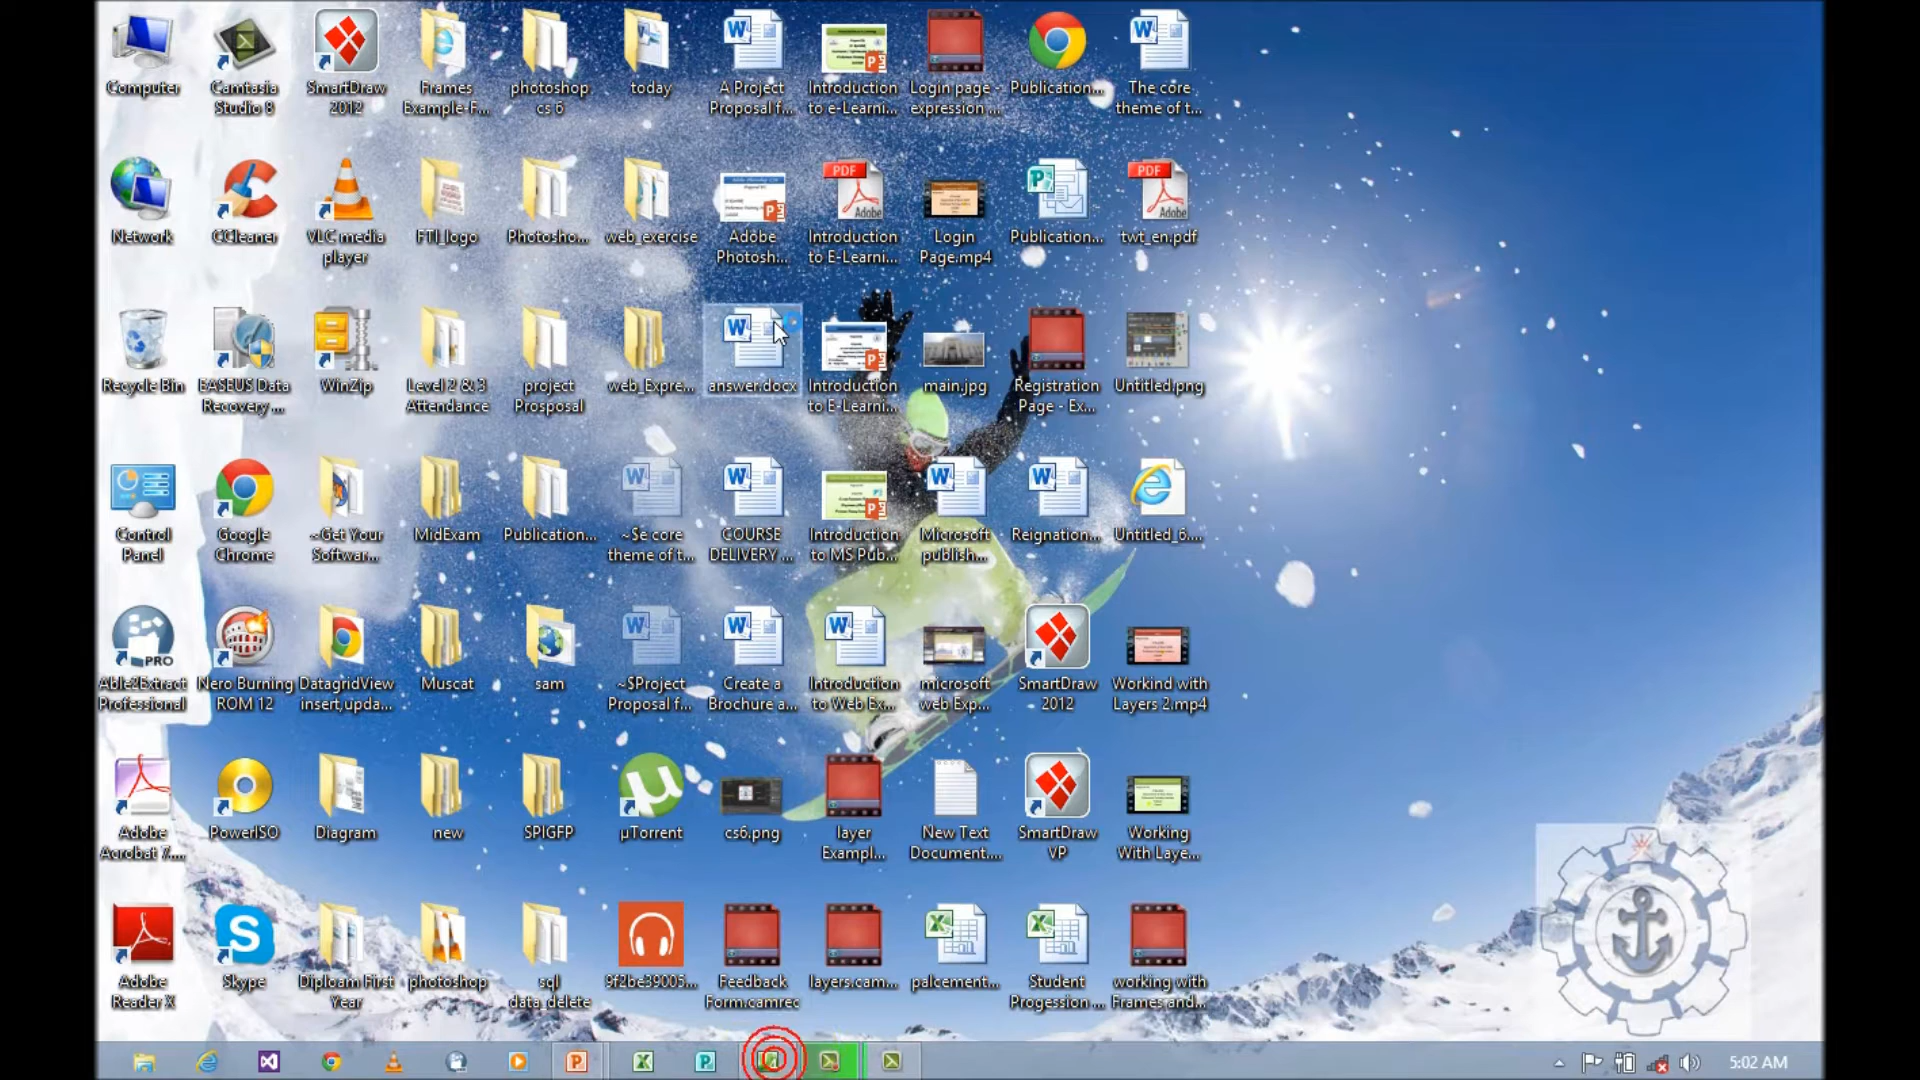 Computer
Camtasia
Studio 8
SmartDraw
2012
Frames
Example-F...
photoshop
cs 6
today
A Project
Proposal f...
Introduction
to e-Learni...
Login page -
expression ...
Publication...
The core
theme of t...
Network
CCleaner
VLC media
player
FTI_logo
Photosho...
web_exercise
Adobe
Photosh...
PDF
Adobe
Introduction
to E-Learni...
Login
Page.mp4
Publication...
PDF
Adobe
twt_en.pdf
Recycle Bin
EASEUS Data
Recovery ...
WinZip
Level 2 & 3
Attendance
project
Prosposal
web_Expre...
answer.docx
Introduction
to E-Learni...
main.jpg
Registration
Page - Ex...
Untitled.png
Control
Panel
Google
Chrome
~Get Your
Softwar...
MidExam
Publication...
~$e core
theme of t...
COURSE
DELIVERY ...
Introduction
to MS Pub...
Microsoft
publish...
Reignation...
Untitled_6....
PRO
Able2Extract
Professional
Nero Burning
ROM 12
DatagridView
insert,upda...
Muscat
sam
~$Project
Proposal f...
Create a
Brochure a...
Introduction
to Web Ex...
microsoft
web Exp...
SmartDraw
2012
Workind with
Layers 2.mp4
Adobe
Acrobat 7....
PowerISO
Diagram
new
SPIGFP
µTorrent
cs6.png
layer
Exampl...
New Text
Document....
SmartDraw
VP
Working
With Laye...
Adobe
Reader X
Skype
Diploam First
Year
photoshop
sql
data_delete
9f2be39005...
Feedback
Form.camrec
layers.cam...
palcement...
Student
Progession ...
working with
Frames and...
5:02 AM